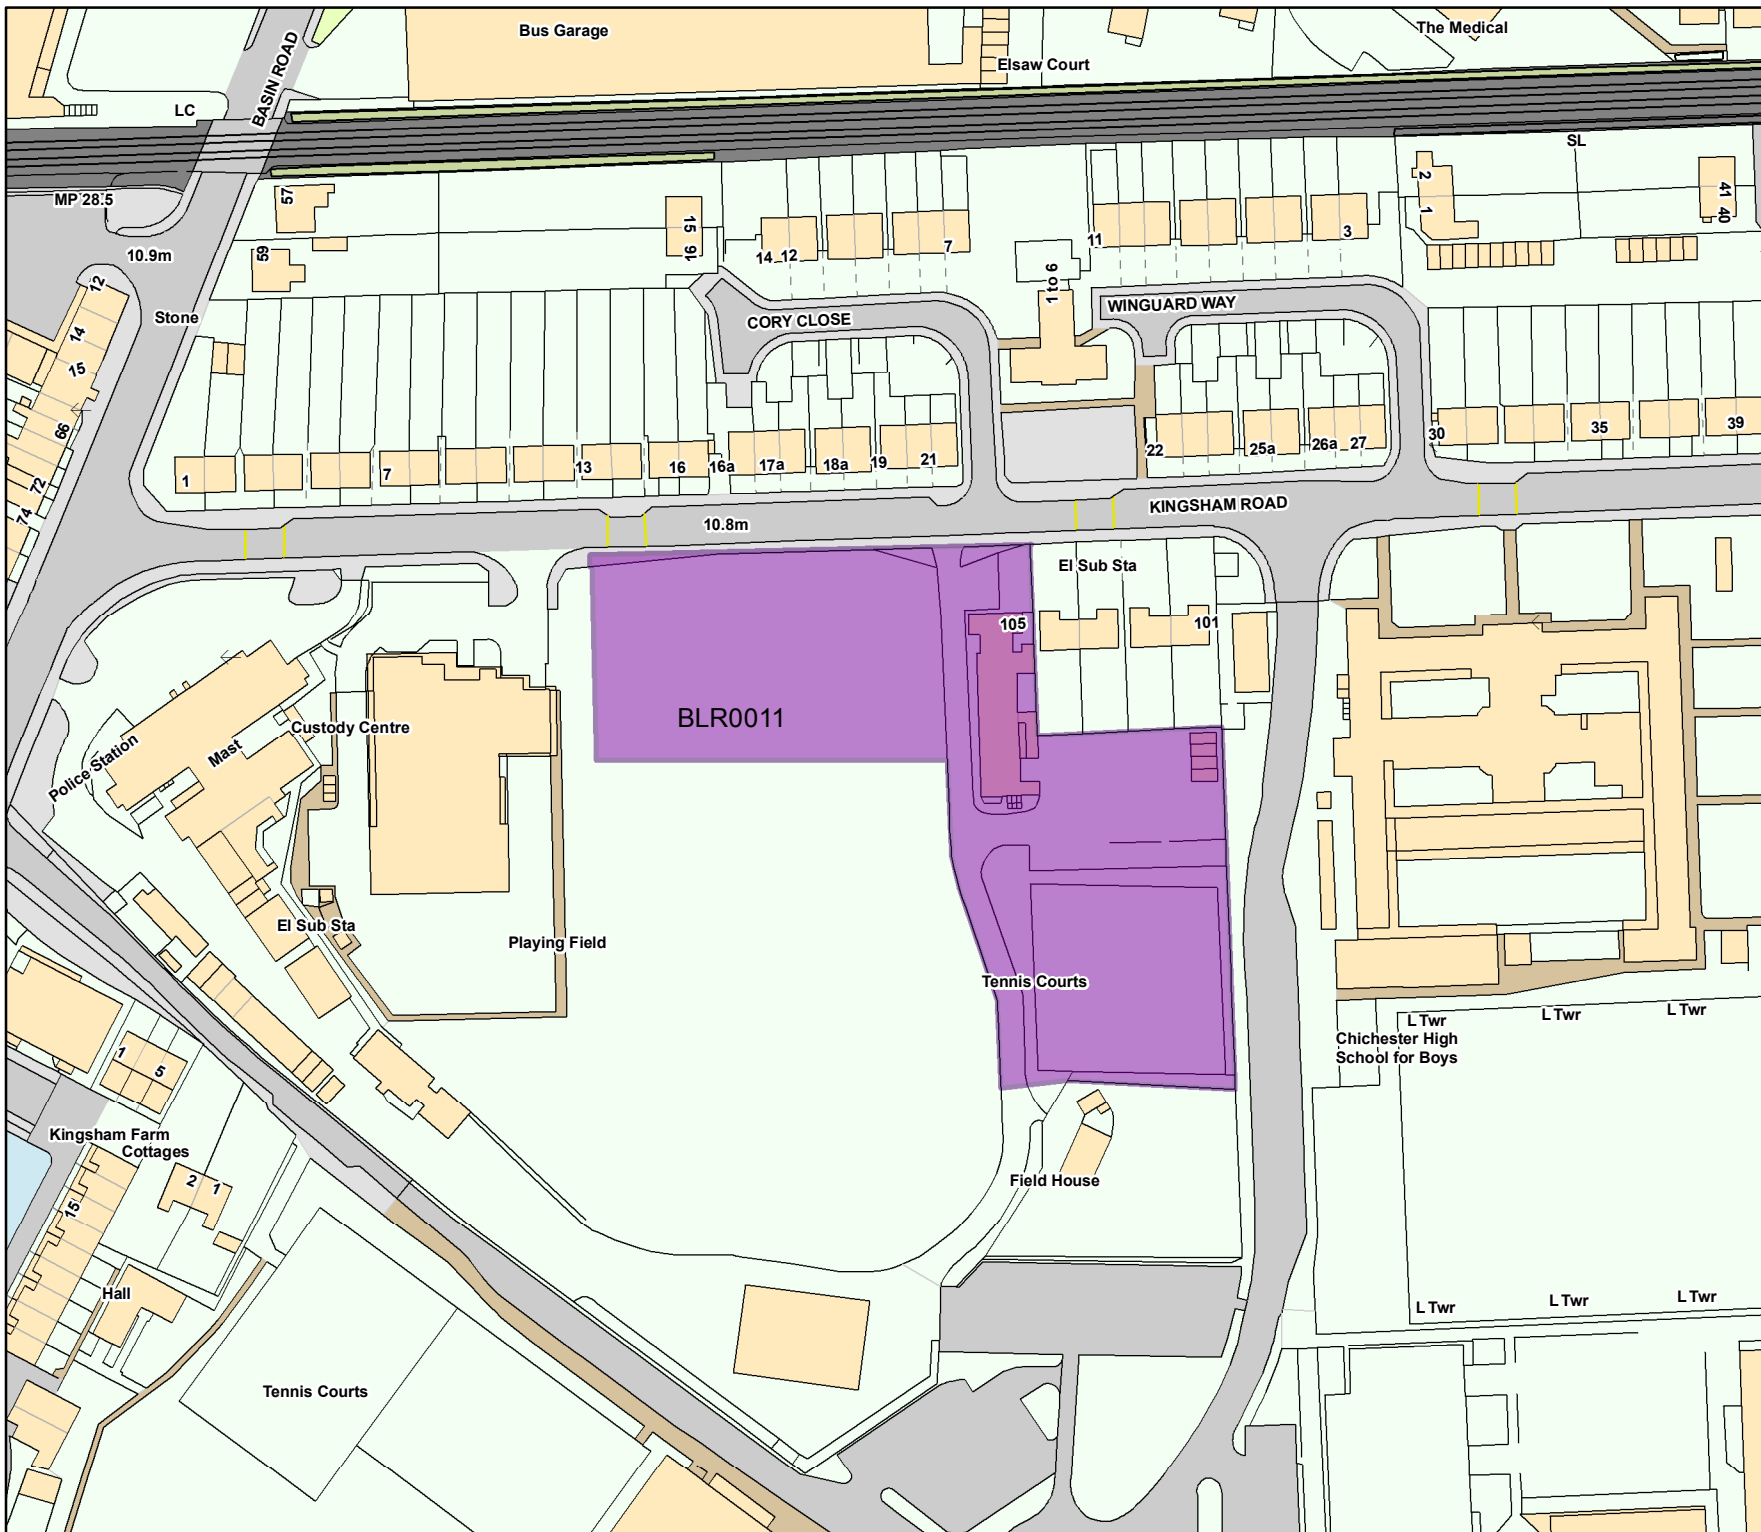 Bus Garage
The Medical
Elsaw Court
BASIN ROAD
LC
SL
MP 28.5
57
59
10.9m
15
16
14
12
7
11
3
2
1
41
40
1 to 6
12
14
15
66
72
74
Stone
CORY CLOSE
WINGUARD WAY
1
7
13
16
16a
17a
18a
19
21
22
25a
26a
27
30
35
39
KINGSHAM ROAD
10.8m
El Sub Sta
105
101
BLR0011
Custody Centre
Mast
Police Station
El Sub Sta
Playing Field
Tennis Courts
L Twr
L Twr
L Twr
Chichester High
School for Boys
1
5
Kingsham Farm
Cottages
2
1
15
Field House
Hall
L Twr
L Twr
L Twr
Tennis Courts